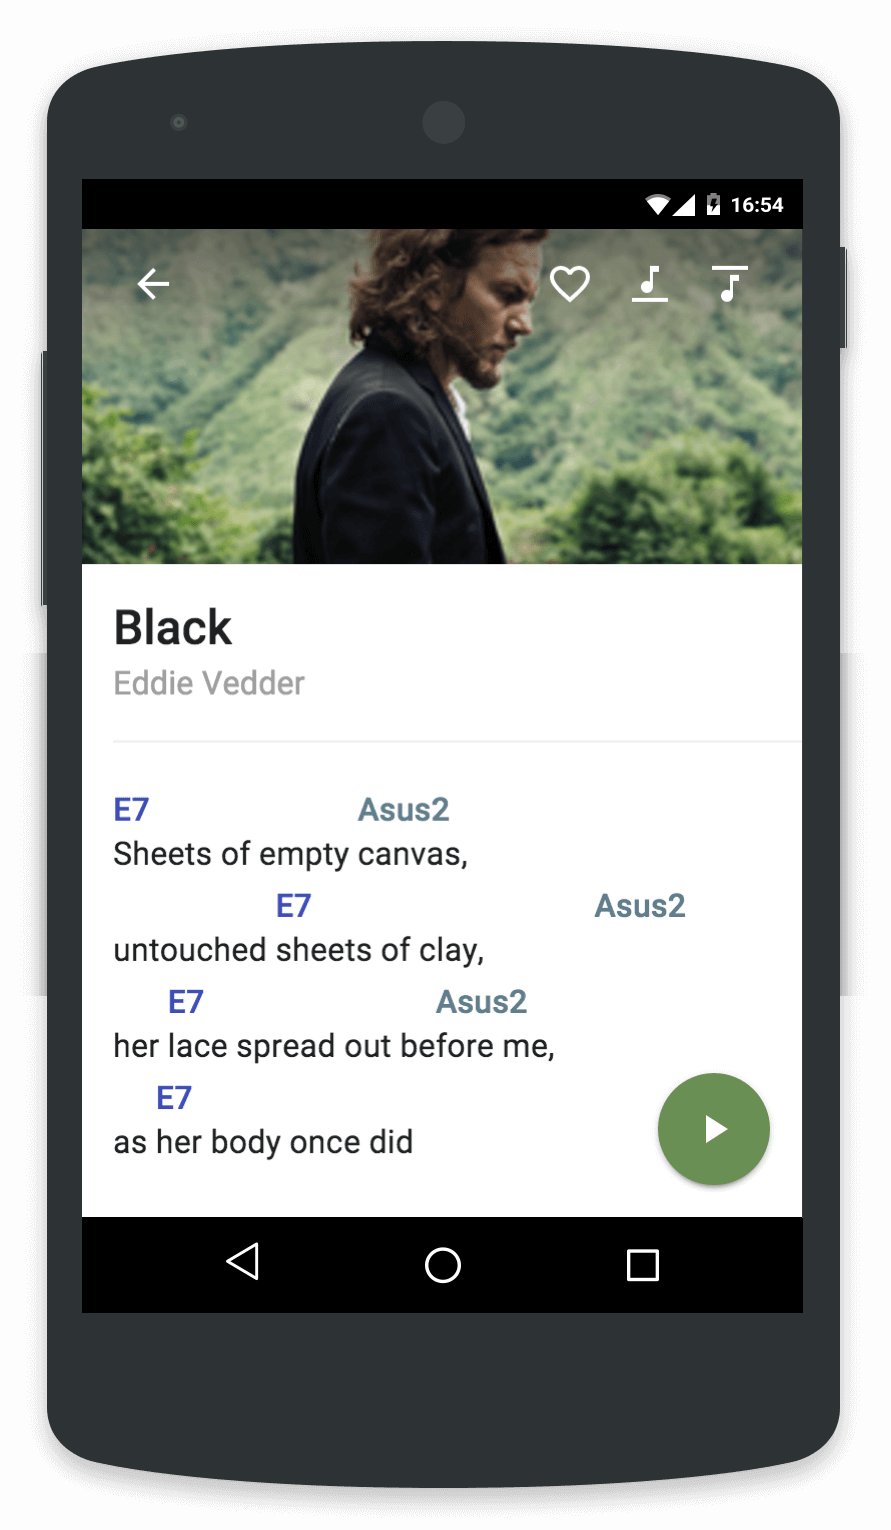 16:54
Black
Eddie Vedder
E7 Asus2
Sheets of empty canvas,
E7 Asus2
untouched sheets of clay,
E7 Asus2
her lace spread out before me,
E7
as her body once did